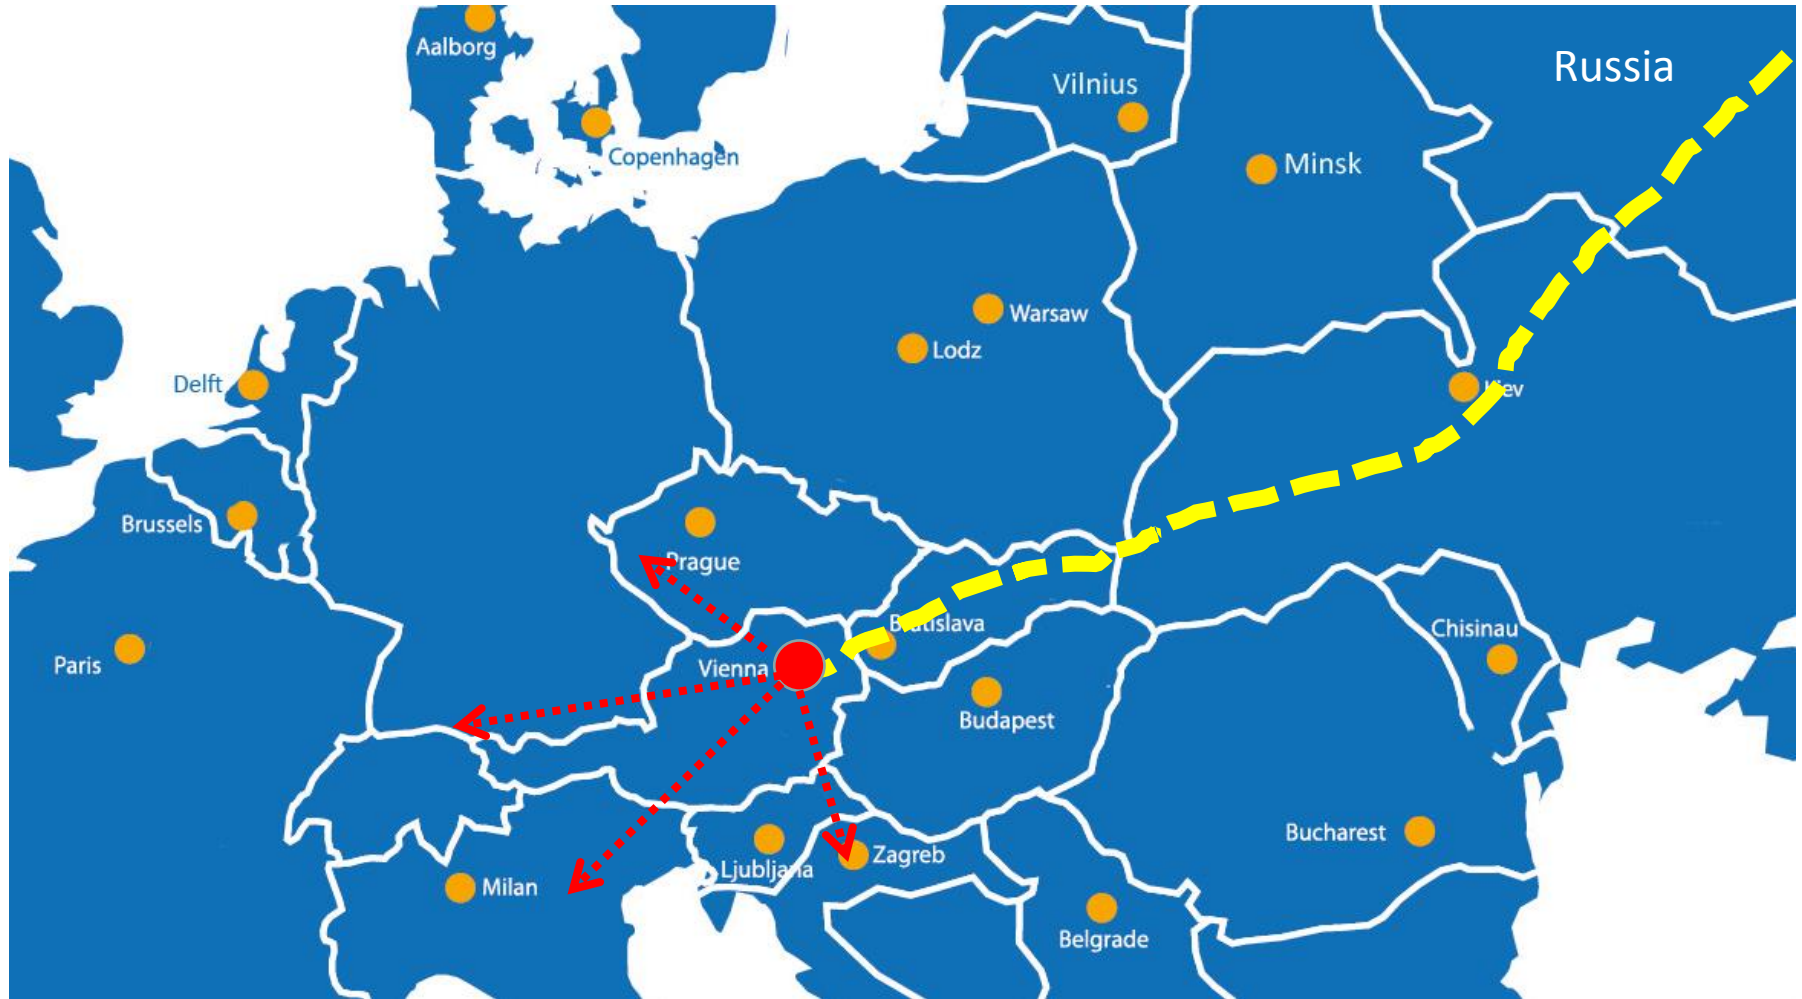 Aalborg
Russia
Vilnius
Copenhagen
Minsk
Warsaw
Lodz
Delft
Kiev
Brussels
Prague
Bratislava
Chisinau
Paris
Vienna
Budapest
Bucharest
Zagreb
Ljubljana
Milan
Belgrade